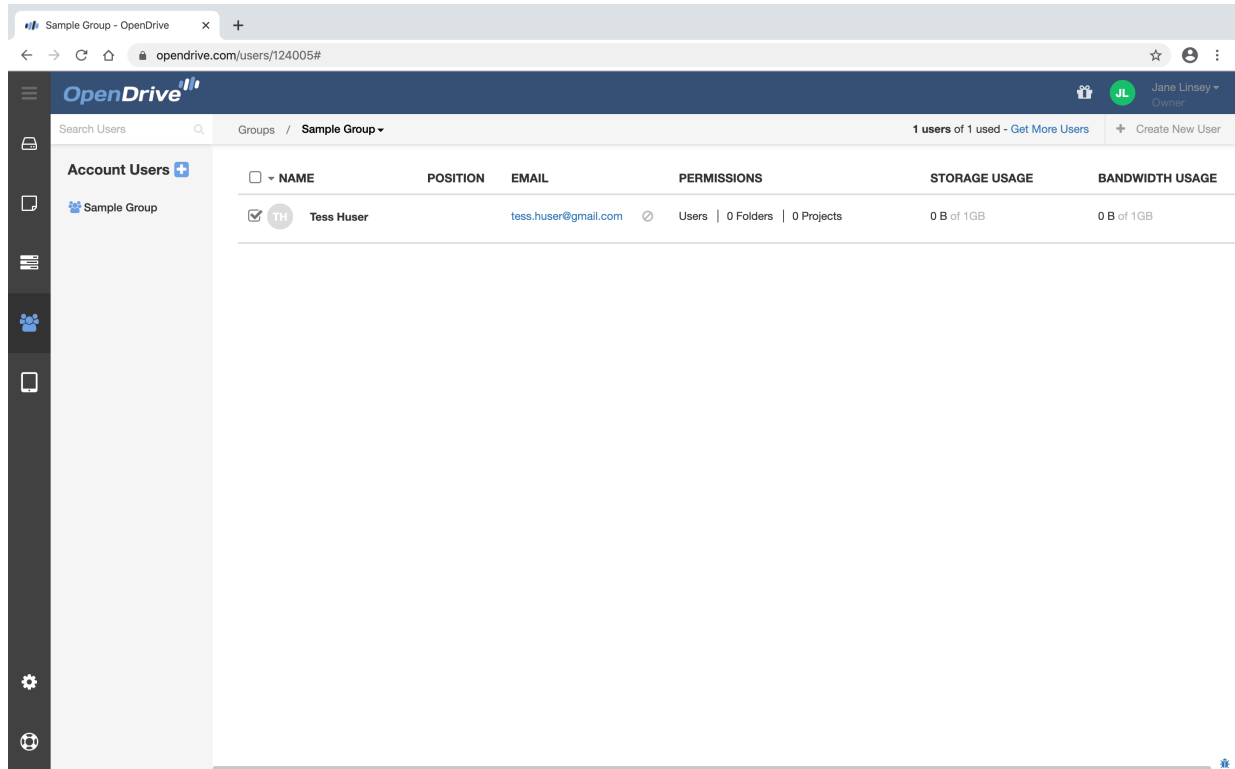 Sample Group - OpenDrive
opendrive.com/users/124005#
OpenDrive
JL
Jane Linsey
Owner
Search Users
Groups / Sample Group
1 users of 1 used - Get More Users
+ Create New User
Account Users
Sample Group
NAME POSITION EMAIL PERMISSIONS STORAGE USAGE BANDWIDTH USAGE
TH Tess Huser tess.huser@gmail.com Users | 0 Folders | 0 Projects 0 B of 1GB 0 B of 1GB